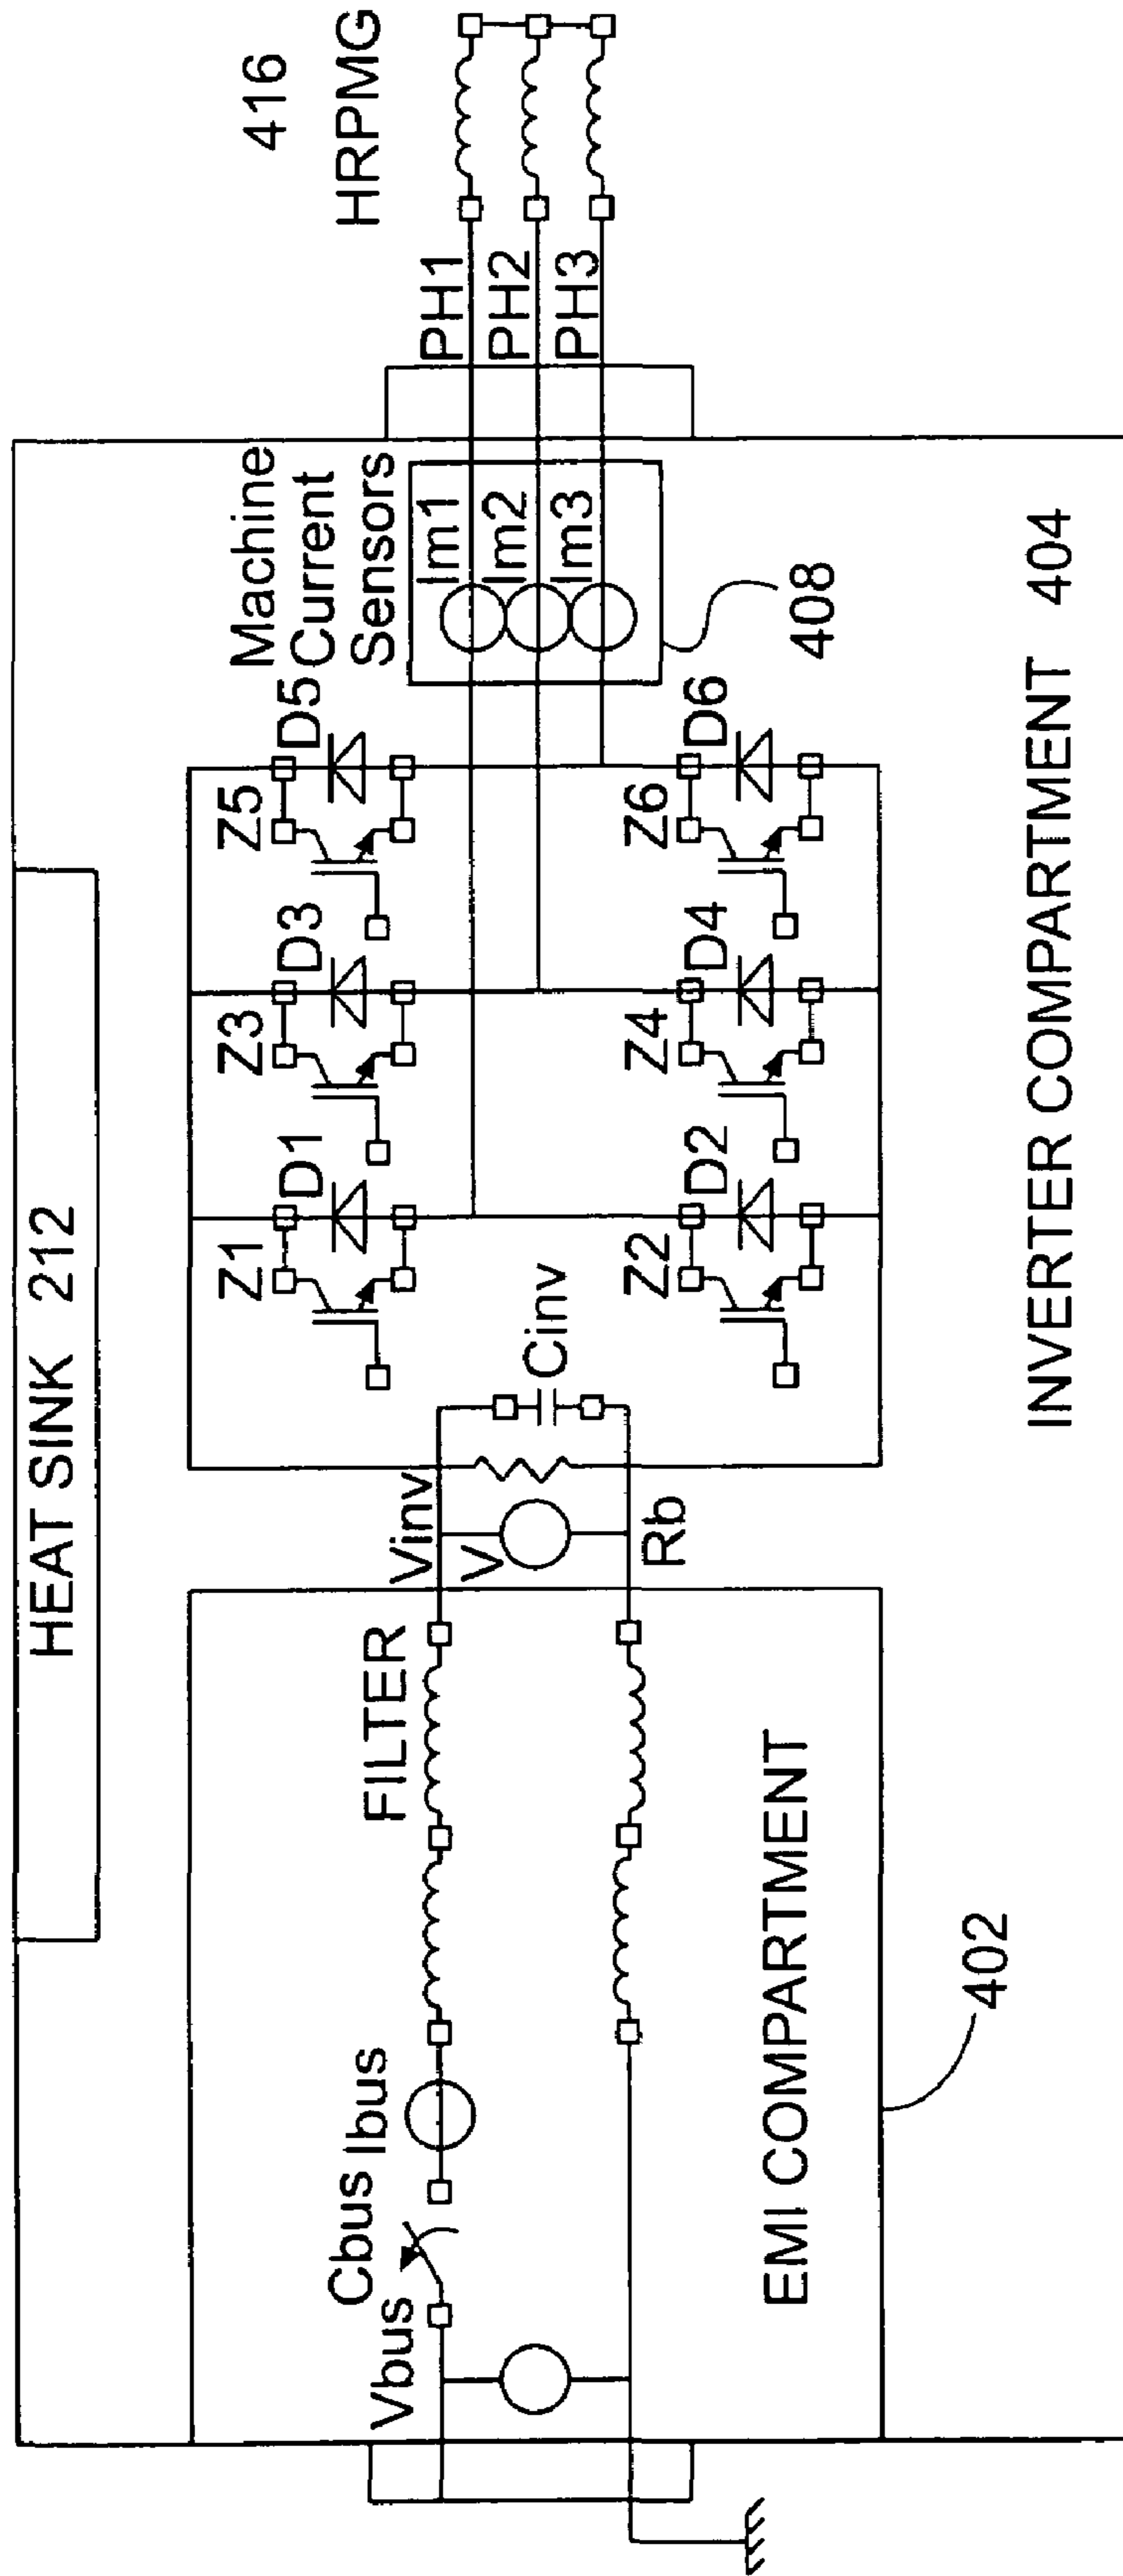 HEAT SINK 212
416
HRPMG
Machine
Current
Sensors
Z1
D1
Z3
D3
Z5
D5
Im1
PH1
Im2
PH2
Im3
PH3
FILTER
Vinv
V
Cinv
Rb
Vbus
Cbus
Ibus
Z2
D2
Z4
D4
Z6
D6
408
EMI COMPARTMENT
402
INVERTER COMPARTMENT 404